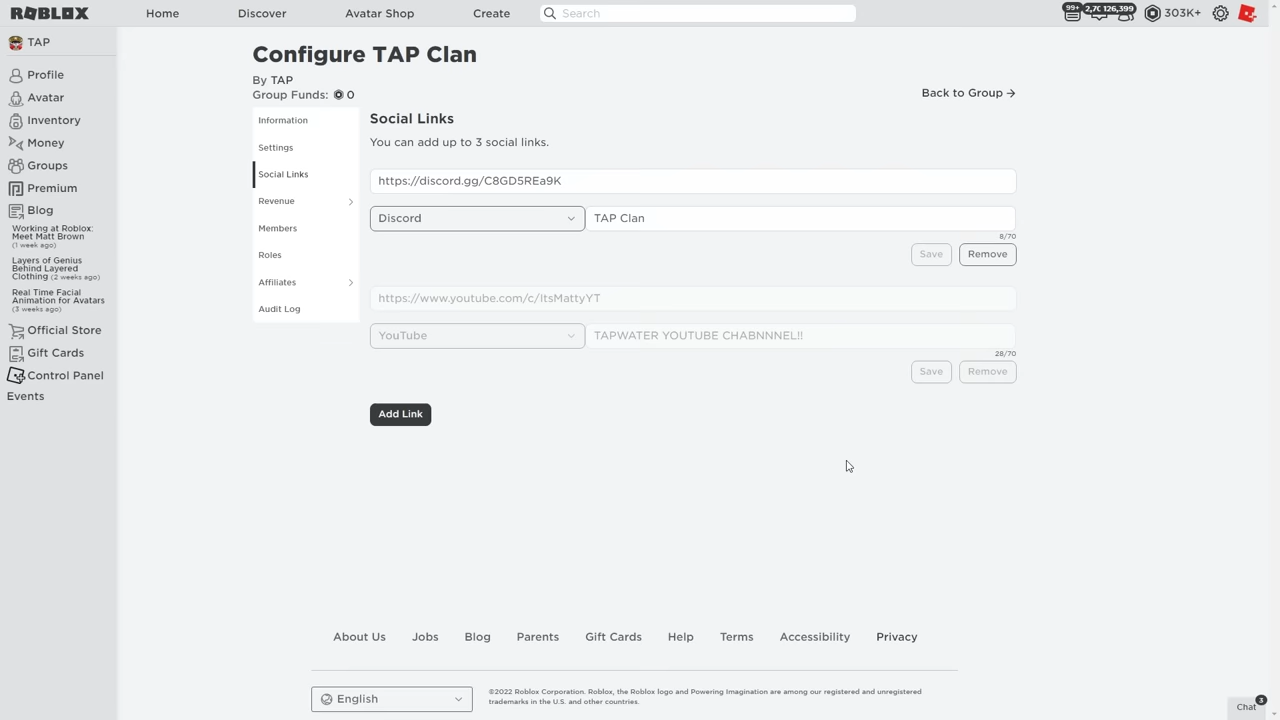 ROBLOX
Home
Discover
Avatar Shop
Create
Search
99+
126,399
303K+
TAP
Profile
Avatar
Inventory
Money
Groups
Premium
Blog
Working at Roblox:
Meet Matt Brown
(1 week ago)
Layers of Genius
Behind Layered
Clothing (2 weeks ago)
Real Time Facial
Animation for Avatars
(3 weeks ago)
Official Store
Gift Cards
Control Panel
Events
Configure TAP Clan
By TAP
Group Funds: 0
Back to Group →
Information
Settings
Social Links
Revenue
Members
Roles
Affiliates
Audit Log
Social Links
You can add up to 3 social links.
https://discord.gg/C8GD5REa9K
Discord
TAP Clan
8/70
Save
Remove
https://www.youtube.com/c/ItsMattyYT
YouTube
TAPWATER YOUTUBE CHABNNNEL!!
28/70
Save
Remove
Add Link
About Us
Jobs
Blog
Parents
Gift Cards
Help
Terms
Accessibility
Privacy
English
©2022 Roblox Corporation. Roblox, the Roblox logo and Powering Imagination are among our registered and unregistered
trademarks in the U.S. and other countries.
Chat
3